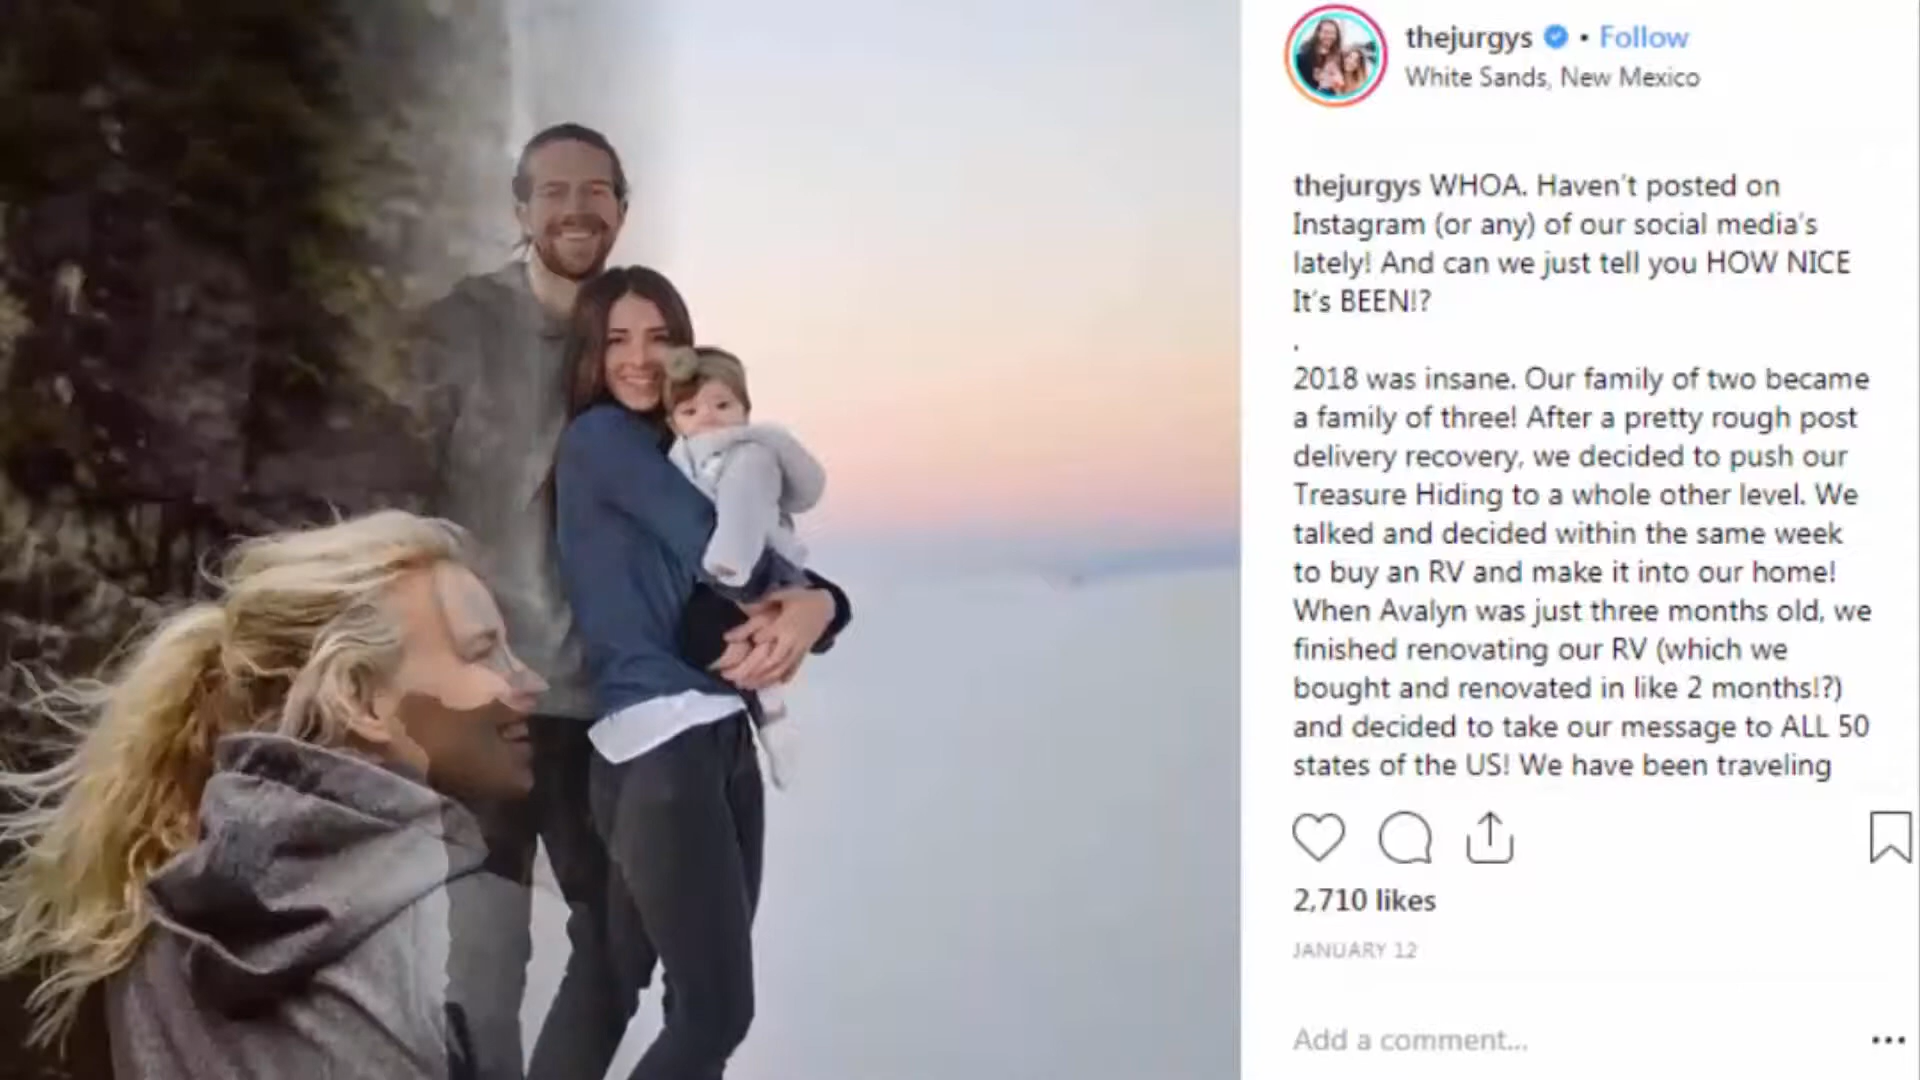 thejurgys • Follow
White Sands, New Mexico
thejurgys WHOA. Haven't posted on
Instagram (or any) of our social media's
lately! And can we just tell you HOW NICE
It's BEEN!?
.
2018 was insane. Our family of two became
a family of three! After a pretty rough post
delivery recovery, we decided to push our
Treasure Hiding to a whole other level. We
talked and decided within the same week
to buy an RV and make it into our home!
When Avalyn was just three months old, we
finished renovating our RV (which we
bought and renovated in like 2 months!?)
and decided to take our message to ALL 50
states of the US! We have been traveling
2,710 likes
JANUARY 12
Add a comment...